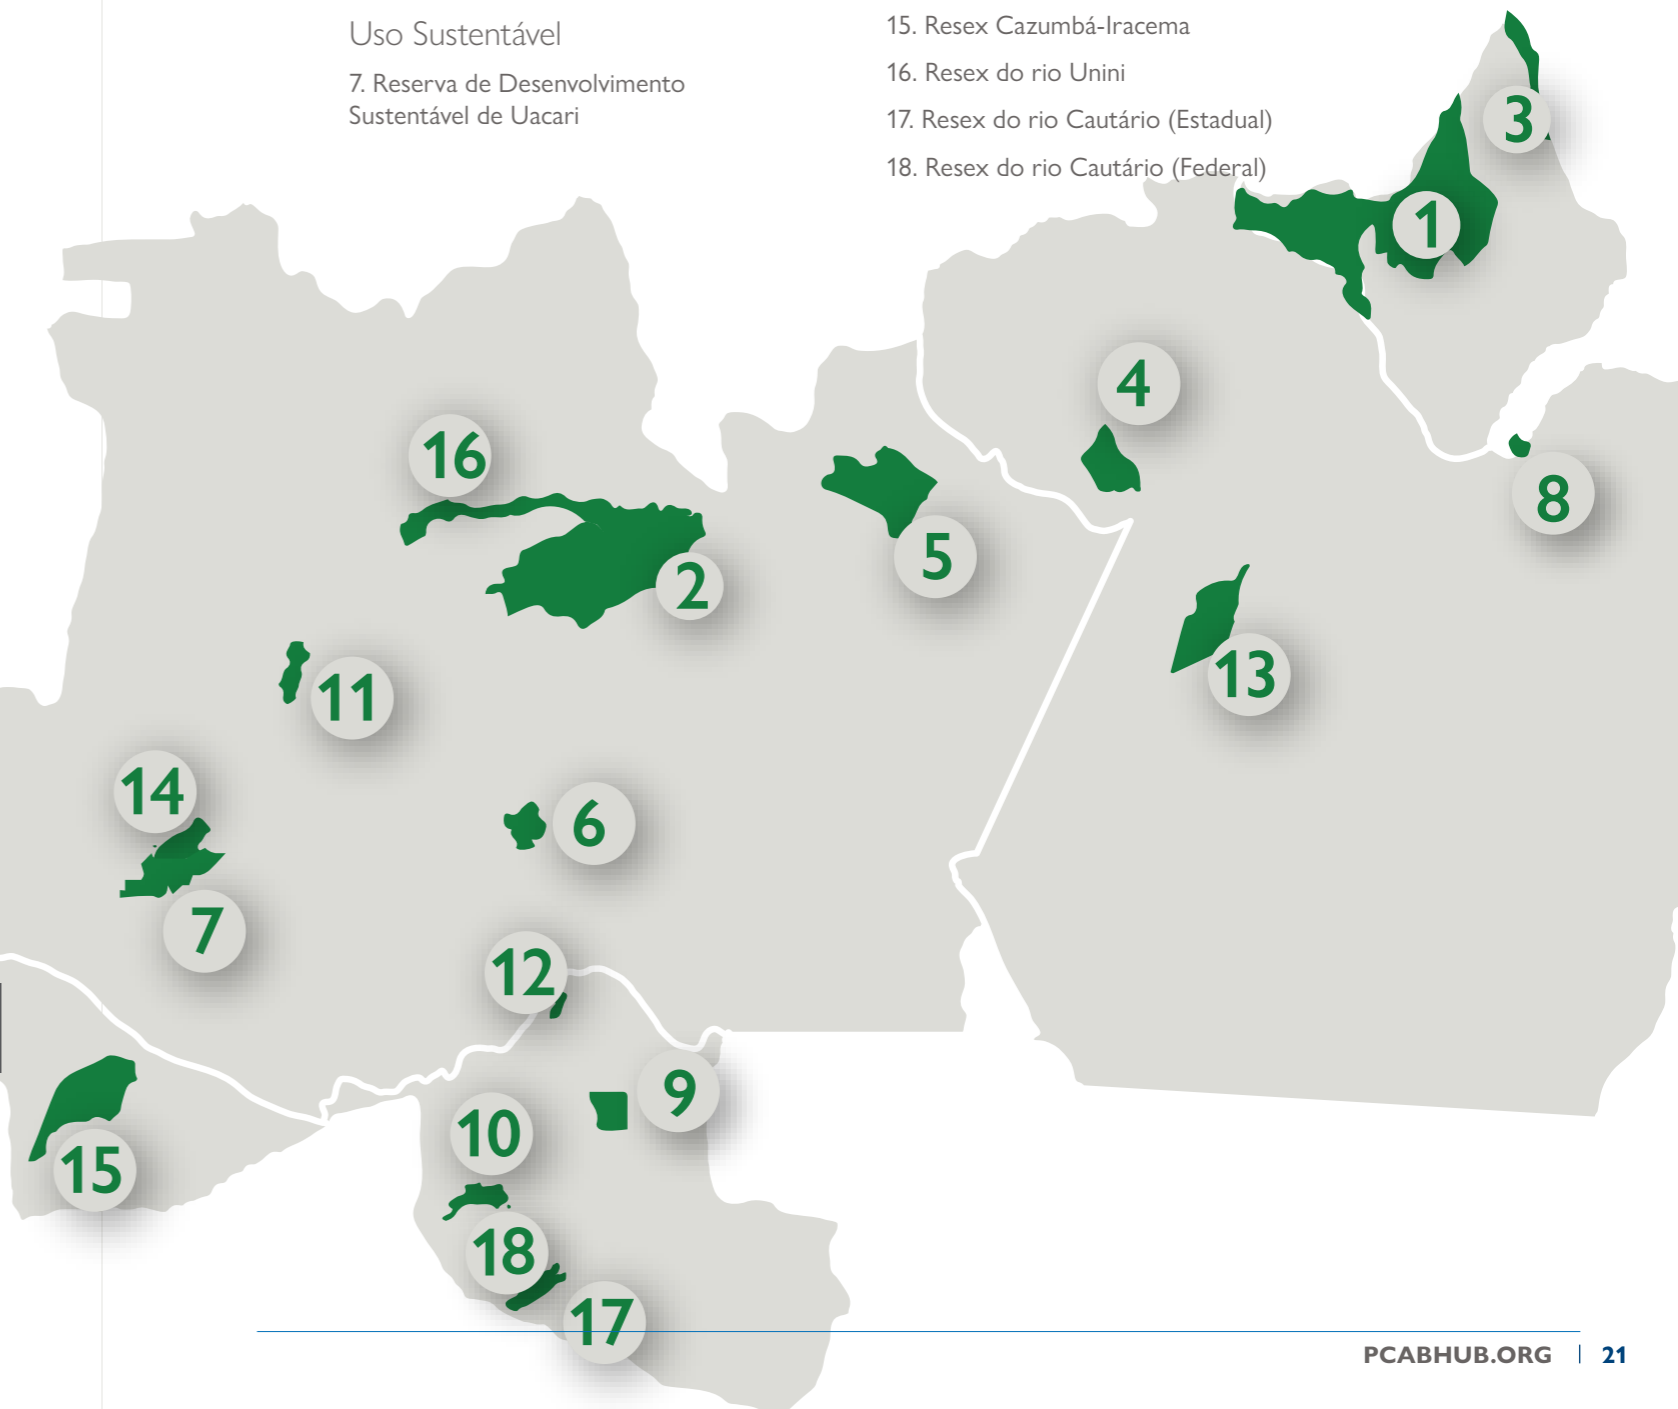 Uso Sustentável
7. Reserva de Desenvolvimento
Sustentável de Uacari
15. Resex Cazumbá-Iracema
16. Resex do rio Unini
17. Resex do rio Cautário (Estadual)
18. Resex do rio Cautário (Federal)
3
1
4
16
8
5
2
13
11
14
6
7
12
9
10
15
18
17
PCABHUB.ORG | 21